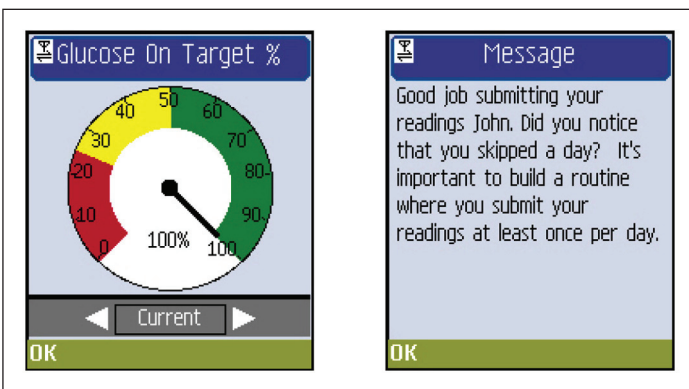 Glucose On Target %
0
10
20
30
40
50
60
70
80
90
100
100%
Current
OK
Message
Good job submitting your
readings John. Did you notice
that you skipped a day? It's
important to build a routine
where you submit your
readings at least once per day.
OK